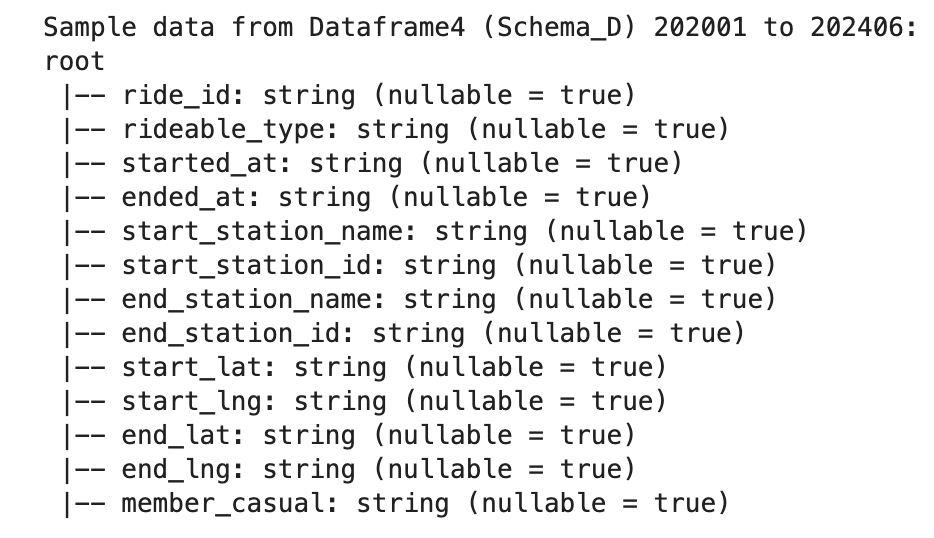 Sample data from Dataframe4 (Schema_D) 202001 to 202406:
root
 |-- ride_id: string (nullable = true)
 |-- rideable_type: string (nullable = true)
 |-- started_at: string (nullable = true)
 |-- ended_at: string (nullable = true)
 |-- start_station_name: string (nullable = true)
 |-- start_station_id: string (nullable = true)
 |-- end_station_name: string (nullable = true)
 |-- end_station_id: string (nullable = true)
 |-- start_lat: string (nullable = true)
 |-- start_lng: string (nullable = true)
 |-- end_lat: string (nullable = true)
 |-- end_lng: string (nullable = true)
 |-- member_casual: string (nullable = true)